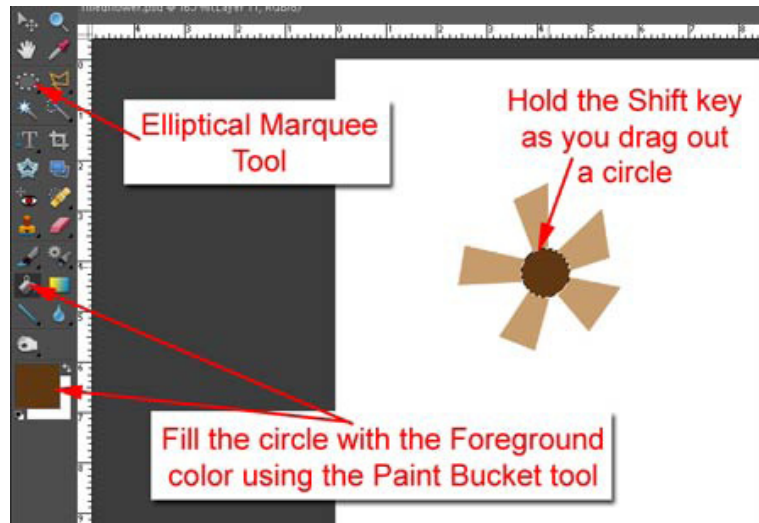 Elliptical Marquee
Tool
Hold the Shift key
as you drag out
a circle
Fill the circle with the Foreground
color using the Paint Bucket tool